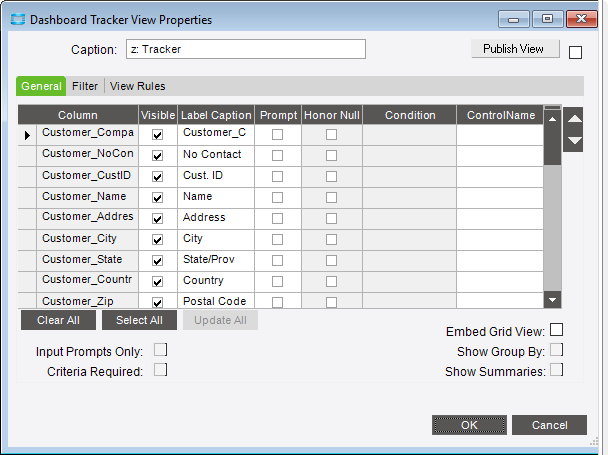 Dashboard Tracker View Properties
Caption: z: Tracker Publish View
General Filter View Rules
Column Visible Label Caption Prompt Honor Null Condition ControlName
Customer_Compa Customer_C
Customer_NoCon No Contact
Customer_CustID Cust. ID
Customer_Name Name
Customer_Addres Address
Customer_City City
Customer_State State/Prov
Customer_Countr Country
Customer_Zip Postal Code
Clear All Select All Update All
Embed Grid View:
Input Prompts Only: Show Group By:
Criteria Required: Show Summaries:
OK Cancel